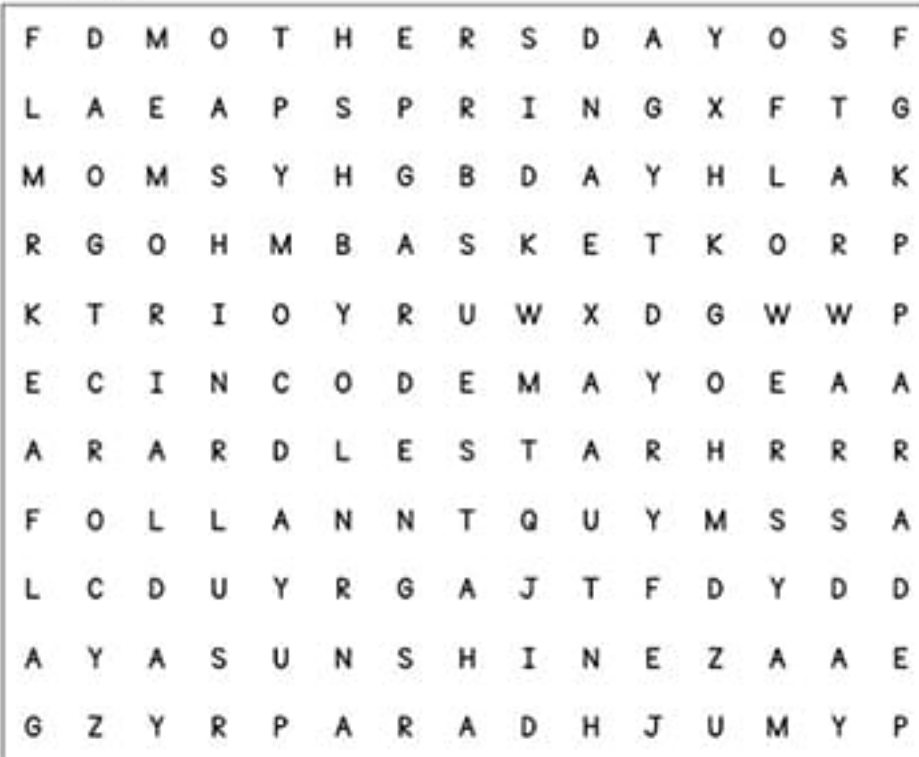 F D M O T H E R S D A Y O S F
L A E A P S P R I N G X F T G
M O M S Y H G B D A Y H L A K
R G O H M B A S K E T K O R P
K T R I O Y R U W X D G W W P
E C I N C O D E M A Y O E A A
A R A R D L E S T A R H R R R
F O L L A N N T Q U Y M S S A
L C D U Y R G A J T F D Y D D
A Y A S U N S H I N E Z A A E
G Z Y R P A R A D H J U M Y P